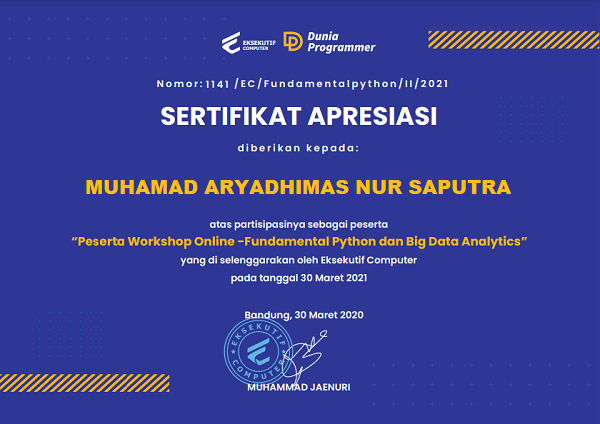 EKSEKUTIF
COMPUTER
Dunia
Programmer
Nomor: 1141 /EC/Fundamentalpython/II/2021
SERTIFIKAT APRESIASI
diberikan kepada:
MUHAMAD ARYADHIMAS NUR SAPUTRA
atas partisipasinya sebagai peserta
“Peserta Workshop Online -Fundamental Python dan Big Data Analytics”
yang di selenggarakan oleh Eksekutif Computer
pada tanggal 30 Maret 2021
Bandung, 30 Maret 2020
EKSEKUTIF
COMPUTER
MUHAMMAD JAENURI